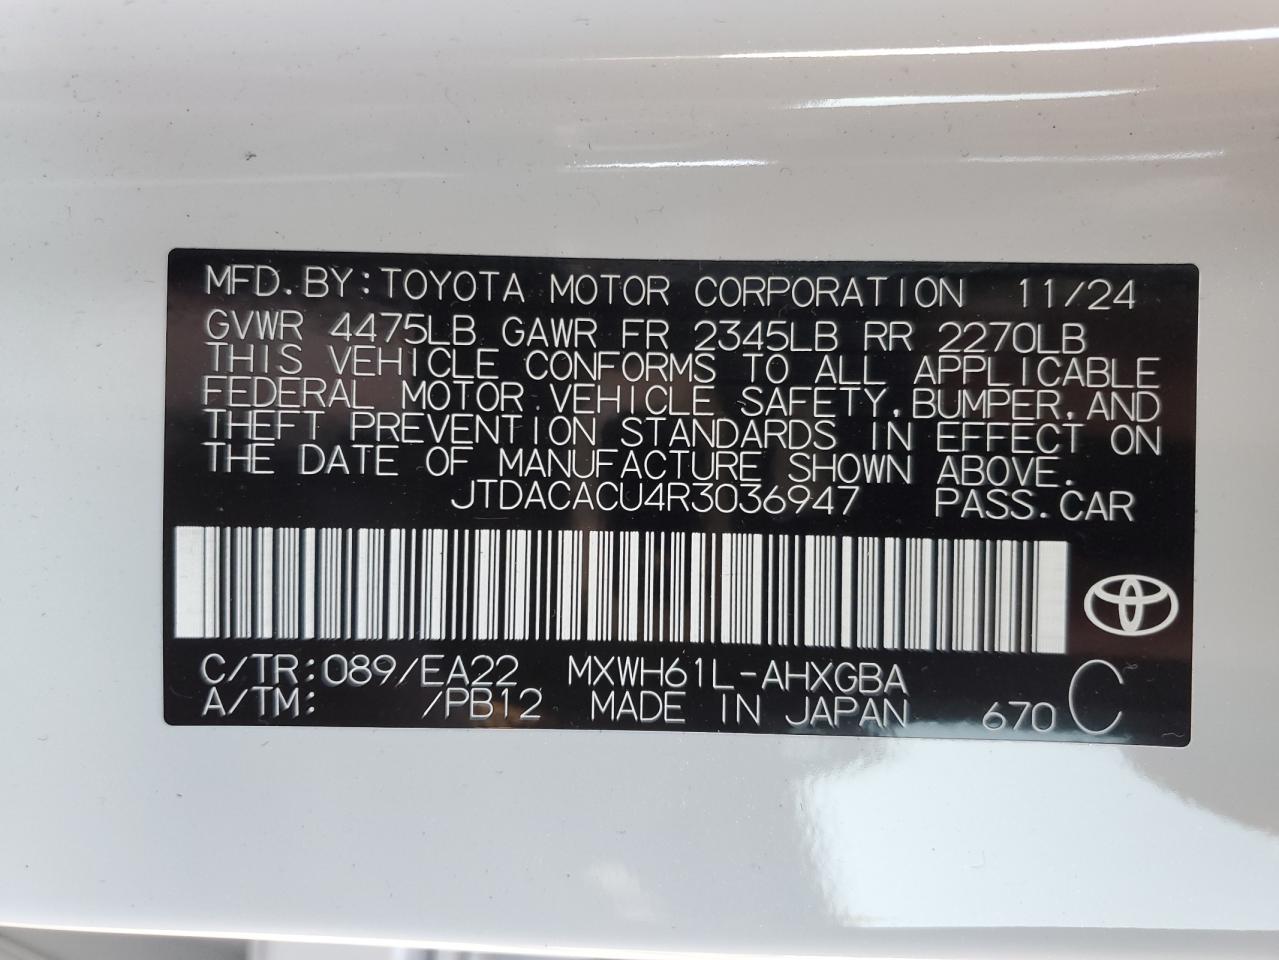 MFD.BY:TOYOTA MOTOR CORPORATION 11/24
GVWR 4475LB GAWR FR 2345LB RR 2270LB
THIS VEHICLE CONFORMS TO ALL APPLICABLE
FEDERAL MOTOR VEHICLE SAFETY,BUMPER,AND
THEFT PREVENTION STANDARDS IN EFFECT ON
THE DATE OF MANUFACTURE SHOWN ABOVE.
JTDACACU4R3036947 PASS.CAR
C/TR:089/EA22 MXWH61L-AHXGBA
A/TM: /PB12 MADE IN JAPAN 670 C